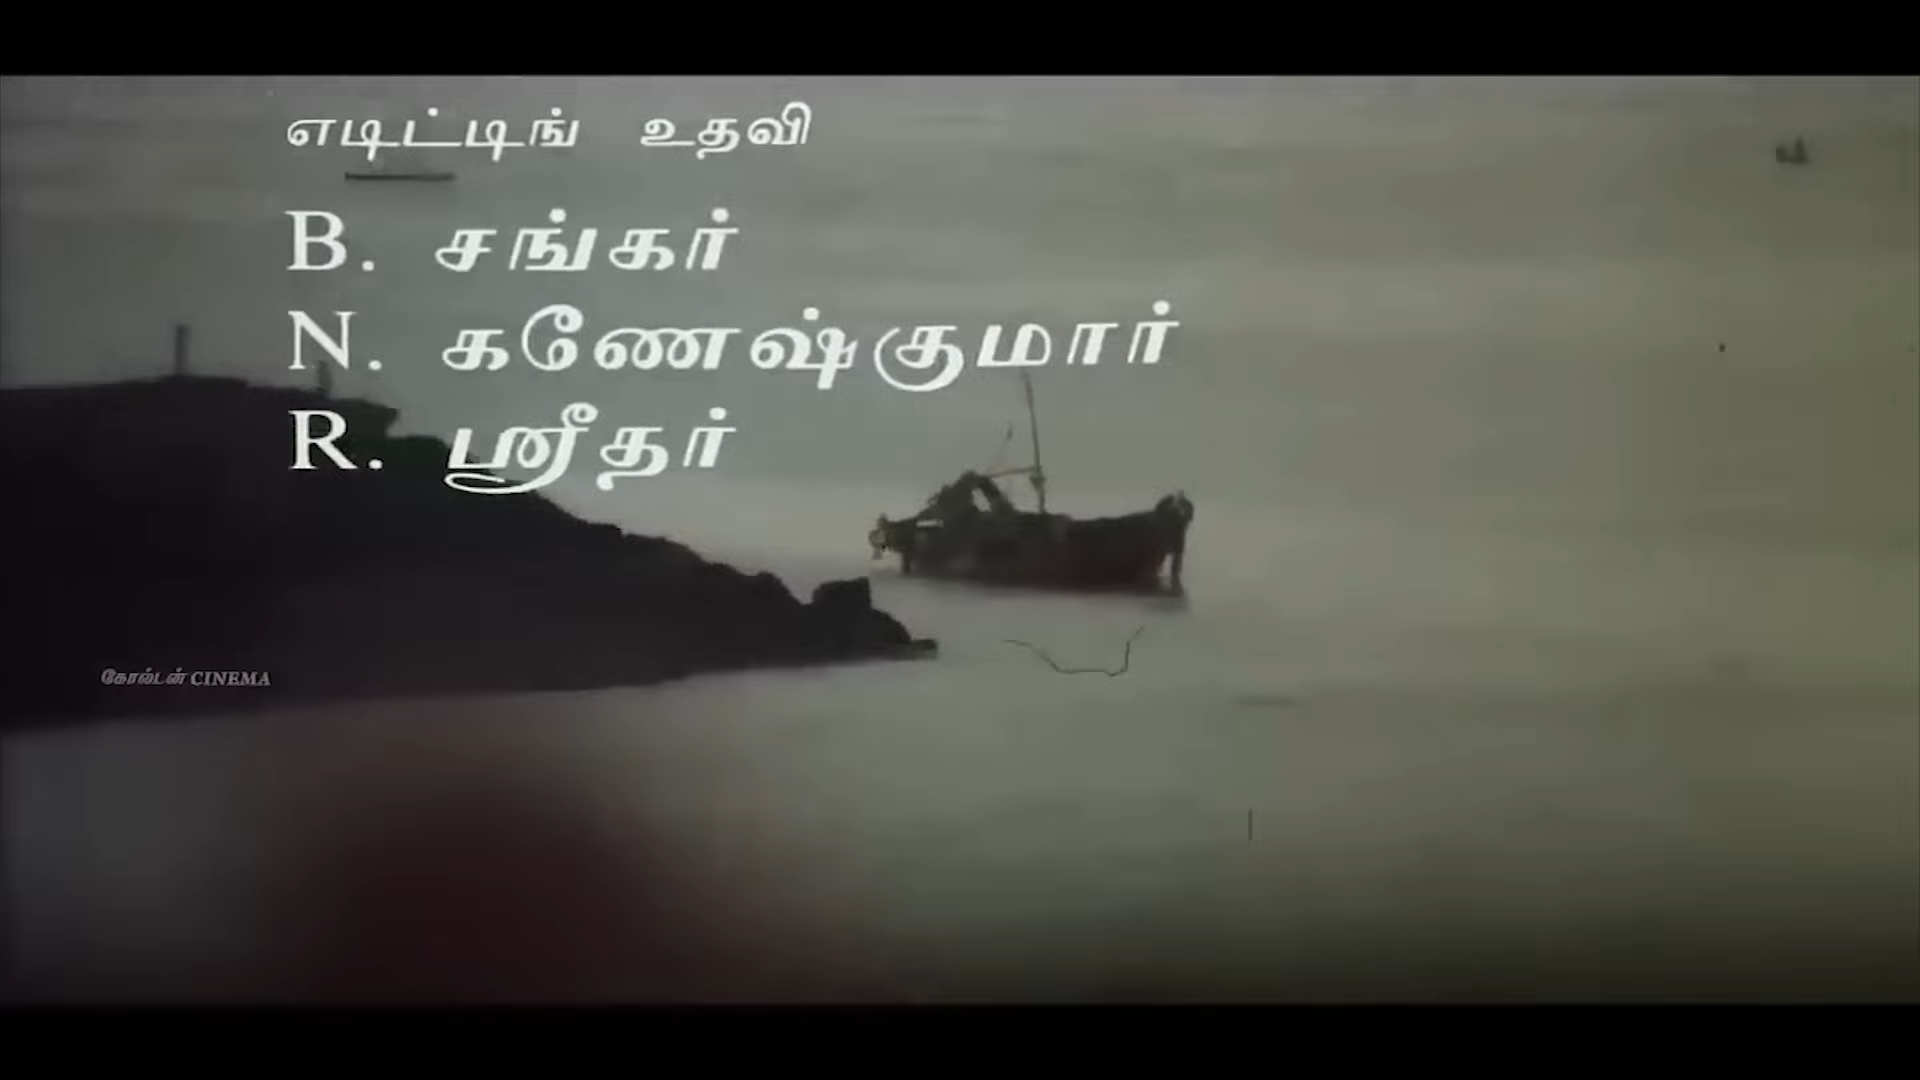 எடிட்டிங் உதவி
B. சங்கர்
N. கணேஷ்குமார்
R. ஸ்ரீதர்
கோல்டன் CINEMA